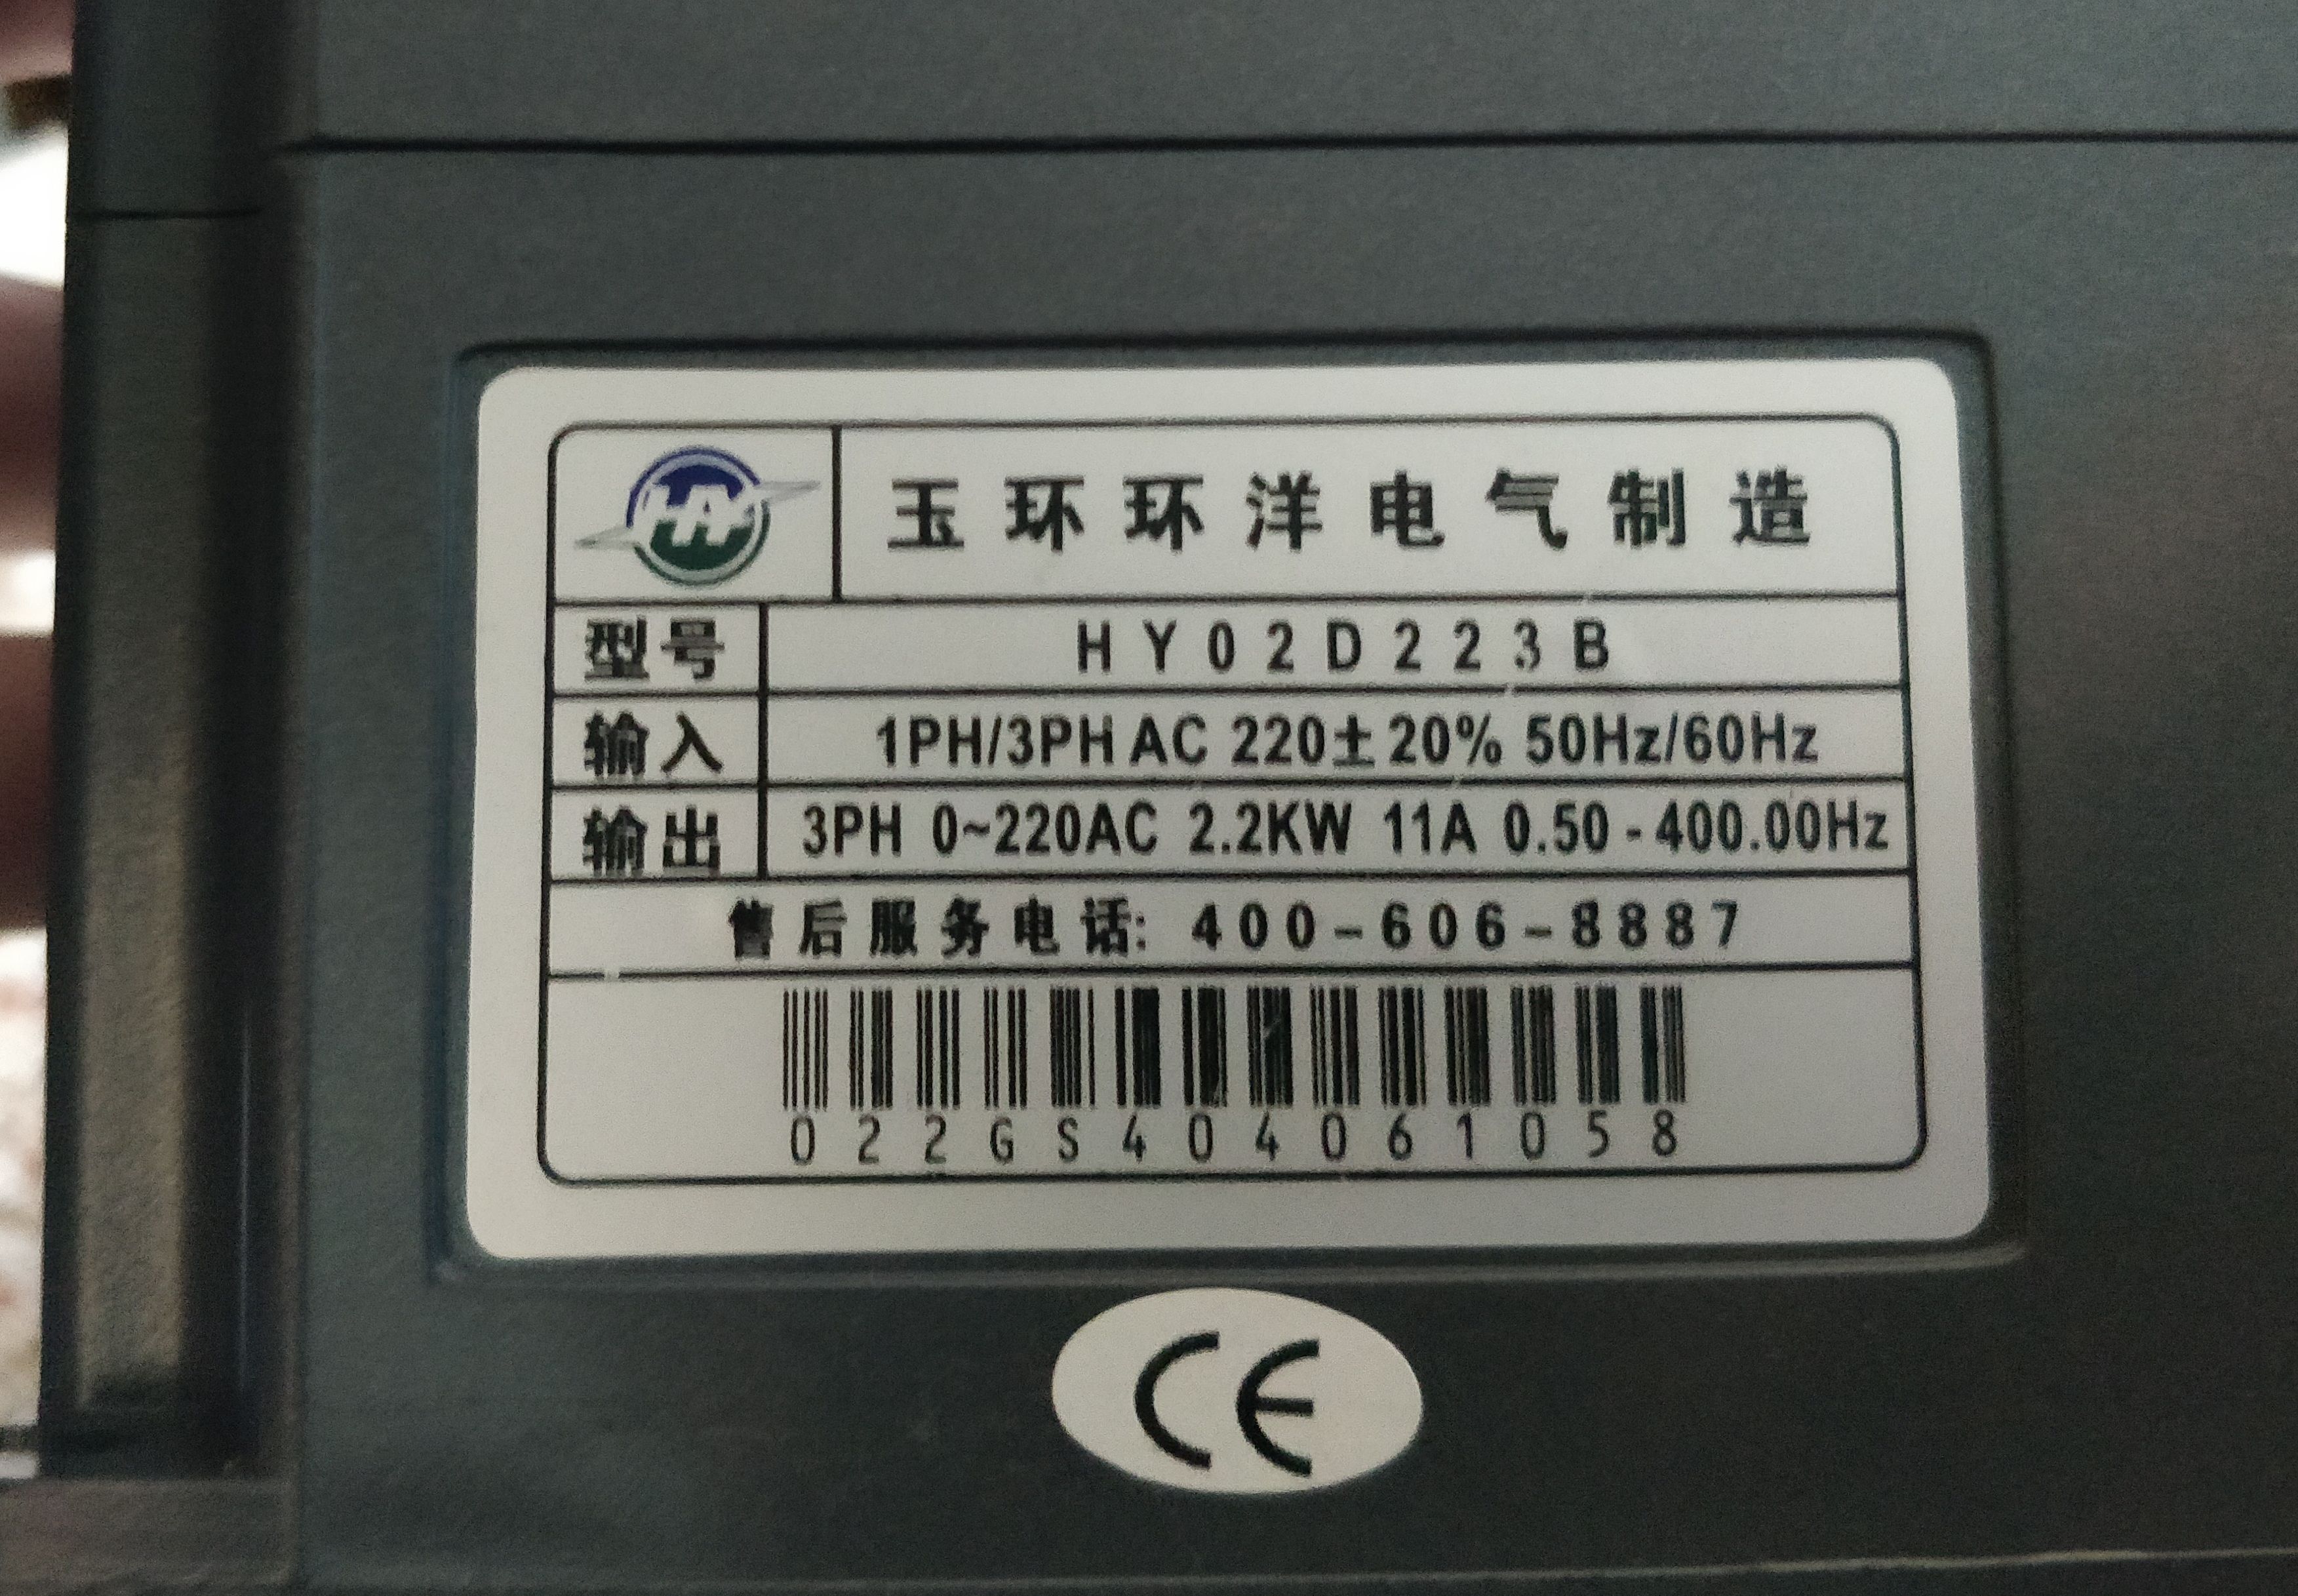 HY
玉环环洋电气制造
型号 HY02D223B
输入 1PH/3PH AC 220±20% 50Hz/60Hz
输出 3PH 0~220AC 2.2KW 11A 0.50-400.00Hz
售后服务电话: 400-606-8887
022GS404061058
CE